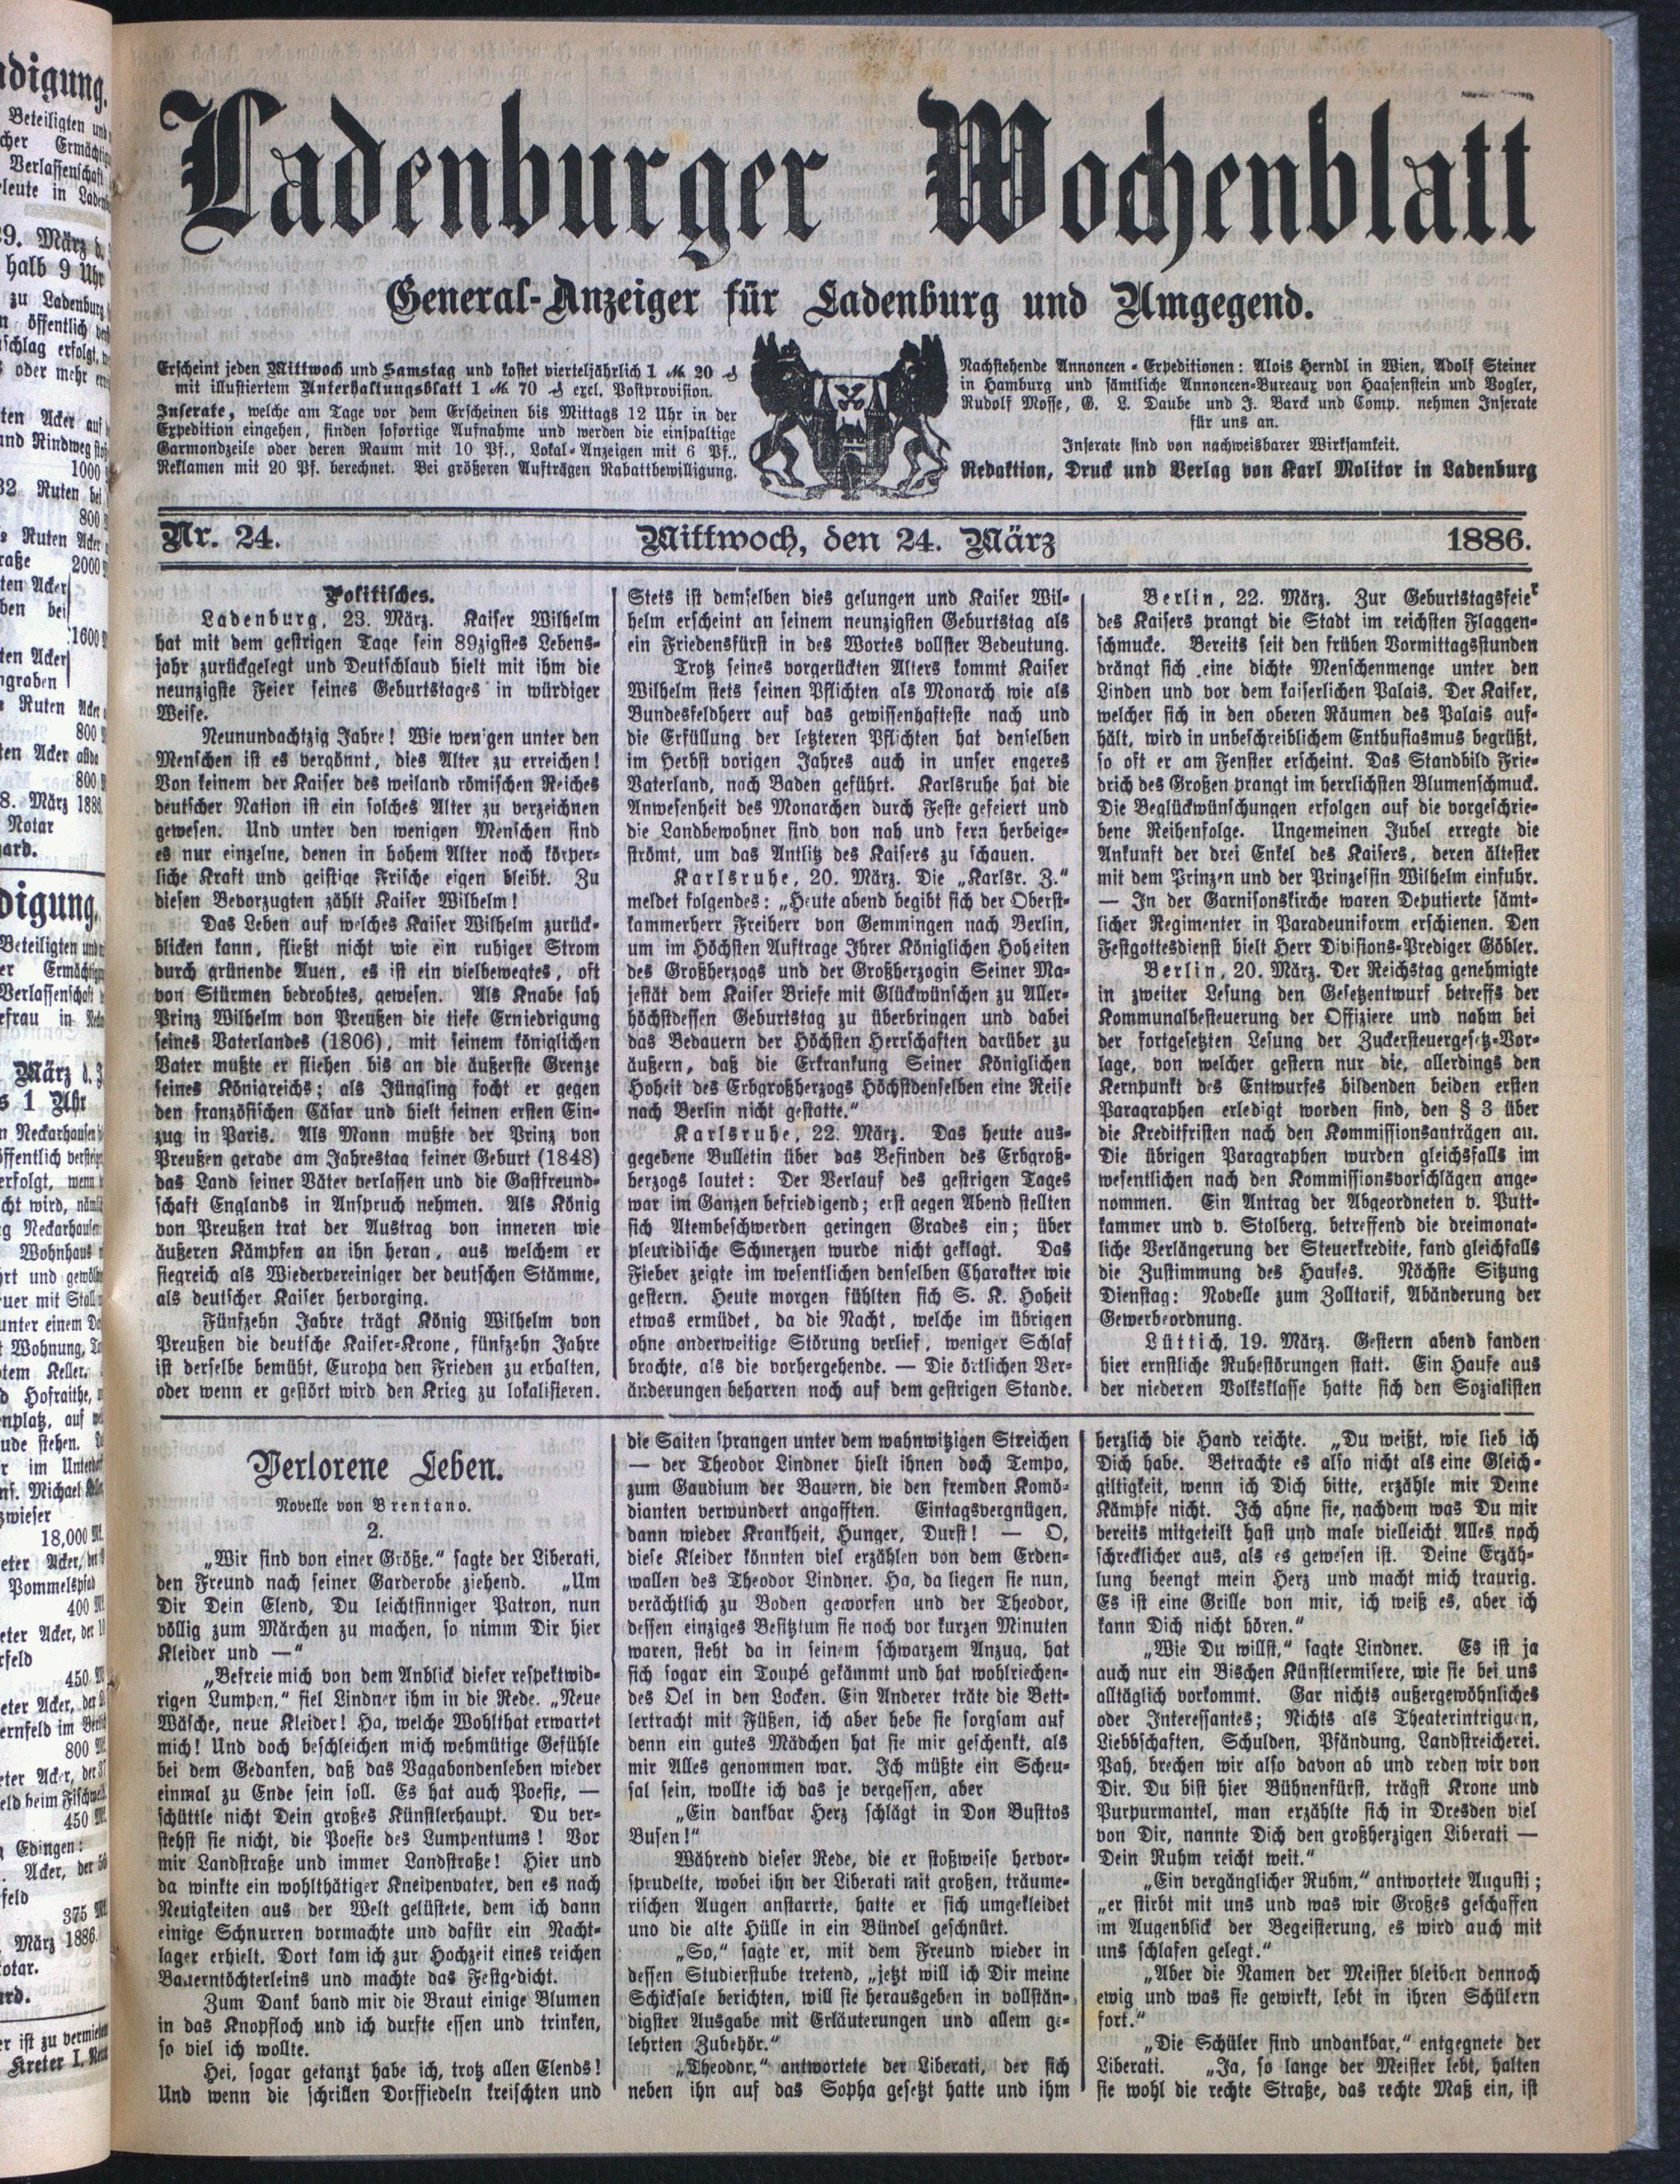 Ladenburger Wochenblatt
General-Anzeiger für Ladenburg und Umgegend.
Erscheint jeden Mittwoch und Samstag und kostet vierteljährlich 1 ℳ 20 ₰
mit illustriertem Unterhaltungsblatt 1 ℳ 70 ₰ excl. Postprovision.
Inserate, welche am Tage vor dem Erscheinen bis Mittags 12 Uhr in der
Expedition eingehen, finden sofortige Aufnahme und werden die einspaltige
Garmondzeile oder deren Raum mit 10 Pf., Lokal-Anzeigen mit 6 Pf.,
Reklamen mit 20 Pf. berechnet. Bei größeren Aufträgen Rabattbewilligung.
Nachstehende Annoncen-Expeditionen: Alois Herndl in Wien, Adolf Steiner
in Hamburg und sämtliche Annoncen-Bureaux von Haasenstein und Vogler,
Rudolf Mosse, G. L. Daube und J. Barck und Comp. nehmen Inserate
für uns an.
Inserate sind von nachweisbarer Wirksamkeit.
Redaktion, Druck und Verlag von Karl Molitor in Ladenburg
Nr. 24. Mittwoch, den 24. März 1886.
Politisches.
Ladenburg, 23. März. Kaiser Wilhelm
hat mit dem gestrigen Tage sein 89zigstes Lebens-
jahr zurückgelegt und Deutschlaud hielt mit ihm die
neunzigste Feier seines Geburtstages in würdiger
Weise.
Neunundachtzig Jahre! Wie wen'gen unter den
Menschen ist es vergönnt, dies Alter zu erreichen!
Von keinem der Kaiser des weiland römischen Reiches
deutscher Nation ist ein solches Alter zu verzeichnen
gewesen. Und unter den wenigen Menschen sind
es nur einzelne, denen in hohem Alter noch körper-
liche Kraft und geistige Frische eigen bleibt. Zu
diesen Bevorzugten zählt Kaiser Wilhelm!
Das Leben auf welches Kaiser Wilhelm zurück-
blicken kann, fließt nicht wie ein ruhiger Strom
durch grünende Auen, es ist ein vielbewegtes, oft
von Stürmen bedrohtes, gewesen. Als Knabe sah
Prinz Wilhelm von Preußen die tiefe Erniedrigung
seines Vaterlandes (1806), mit seinem königlichen
Vater mußte er fliehen bis an die äußerste Grenze
seines Königreichs; als Jüngling focht er gegen
den französischen Cäsar und hielt seinen ersten Ein-
zug in Paris. Als Mann mußte der Prinz von
Preußen gerade am Jahrestag seiner Geburt (1848)
das Land seiner Väter verlassen und die Gastfreund-
schaft Englands in Anspruch nehmen. Als König
von Preußen trat der Austrag von inneren wie
äußeren Kämpfen an ihn heran, aus welchem er
siegreich als Wiedervereiniger der deutschen Stämme,
als deutscher Kaiser hervorging.
Fünfzehn Jahre trägt König Wilhelm von
Preußen die deutsche Kaiser-Krone, fünfzehn Jahre
ist derselbe bemüht, Europa den Frieden zu erhalten,
oder wenn er gestört wird den Krieg zu lokalisieren.
Stets ist demselben dies gelungen und Kaiser Wil-
helm erscheint an seinem neunzigsten Geburtstag als
ein Friedensfürst in des Wortes vollster Bedeutung.
Trotz seines vorgerückten Alters kommt Kaiser
Wilhelm stets seinen Pflichten als Monarch wie als
Bundesfeldherr auf das gewissenhafteste nach und
die Erfüllung der letzteren Pflichten hat denselben
im Herbst vorigen Jahres auch in unser engeres
Vaterland, nach Baden geführt. Karlsruhe hat die
Anwesenheit des Monarchen durch Feste gefeiert und
die Landbewohner sind von nah und fern herbeige-
strömt, um das Antlitz des Kaisers zu schauen.
Karlsruhe, 20. März. Die „Karlsr. Z.“
meldet folgendes: „Heute abend begibt sich der Oberst-
kammerherr Freiherr von Gemmingen nach Berlin,
um im Höchsten Auftrage Ihrer Königlichen Hoheiten
des Großherzogs und der Großherzogin Seiner Ma-
jestät dem Kaiser Briefe mit Glückwünschen zu Aller-
höchstdessen Geburtstag zu überbringen und dabei
das Bedauern der Höchsten Herrschaften darüber zu
äußern, daß die Erkrankung Seiner Königlichen
Hoheit des Erbgroßherzogs Höchstdenselben eine Reise
nach Berlin nicht gestatte.“
Karlsruhe, 22. März. Das heute aus-
gegebene Bulletin über das Befinden des Erbgroß-
herzogs lautet: Der Verlauf des gestrigen Tages
war im Ganzen befriedigend; erst gegen Abend stellten
sich Atembeschwerden geringen Grades ein; über
pleuridische Schmerzen wurde nicht geklagt. Das
Fieber zeigte im wesentlichen denselben Charakter wie
gestern. Heute morgen fühlten sich S. K. Hoheit
etwas ermüdet, da die Nacht, welche im übrigen
ohne anderweitige Störung verlief, weniger Schlaf
brachte, als die vorhergehende. — Die örtlichen Ver-
änderungen beharren noch auf dem gestrigen Stande.
Berlin, 22. März. Zur Geburtstagsfeier
des Kaisers prangt die Stadt im reichsten Flaggen-
schmucke. Bereits seit den frühen Vormittagsstunden
drängt sich eine dichte Menschenmenge unter den
Linden und vor dem kaiserlichen Palais. Der Kaiser,
welcher sich in den oberen Räumen des Palais auf-
hält, wird in unbeschreiblichem Enthusiasmus begrüßt,
so oft er am Fenster erscheint. Das Standbild Frie-
drich des Großen prangt im herrlichsten Blumenschmuck.
Die Beglückwünschungen erfolgen auf die vorgeschrie-
bene Reihenfolge. Ungemeinen Jubel erregte die
Ankunft der drei Enkel des Kaisers, deren ältester
mit dem Prinzen und der Prinzessin Wilhelm einfuhr.
— In der Garnisonskirche waren Deputierte sämt-
licher Regimenter in Paradeuniform erschienen. Den
Festgottesdienst hielt Herr Divisions-Prediger Göbler.
Berlin, 20. März. Der Reichstag genehmigte
in zweiter Lesung den Gesetzentwurf betreffs der
Kommunalbesteuerung der Offiziere und nahm bei
der fortgesetzten Lesung der Zuckersteuergesetz-Vor-
lage, von welcher gestern nur die, allerdings den
Kernpunkt des Entwurfes bildenden beiden ersten
Paragraphen erledigt worden sind, den § 3 über
die Kreditfristen nach den Kommissionsanträgen an.
Die übrigen Paragraphen wurden gleichsfalls im
wesentlichen nach den Kommissionsvorschlägen ange-
nommen. Ein Antrag der Abgeordneten v. Putt-
kammer und v. Stolberg, betreffend die dreimonat-
liche Verlängerung der Steuerkredite, fand gleichfalls
die Zustimmung des Hauses. Nächste Sitzung
Dienstag: Novelle zum Zolltarif, Abänderung der
Gewerbeordnung.
Lüttich, 19. März. Gestern abend fanden
hier ernstliche Ruhestörungen statt. Ein Haufe aus
der niederen Volksklasse hatte sich den Sozialisten
Verlorene Leben.
Novelle von Brentano.
2.
„Wir sind von einer Größe.“ sagte der Liberati,
den Freund nach seiner Garderobe ziehend. „Um
Dir Dein Elend, Du leichtsinniger Patron, nun
völlig zum Märchen zu machen, so nimm Dir hier
Kleider und —“
„Befreie mich von dem Anblick dieser respektwid-
rigen Lumpen,“ fiel Lindner ihm in die Rede. „Neue
Wäsche, neue Kleider! Ha, welche Wohlthat erwartet
mich! Und doch beschleichen mich wehmütige Gefühle
bei dem Gedanken, daß das Vagabondenleben wieder
einmal zu Ende sein soll. Es hat auch Poesie, —
schüttle nicht Dein großes Künstlerhaupt. Du ver-
stehst sie nicht, die Poesie des Lumpentums! Vor
mir Landstraße und immer Landstraße! Hier und
da winkte ein wohlthätiger Kneipenvater, den es nach
Neuigkeiten aus der Welt gelüstete, dem ich dann
einige Schnurren vormachte und dafür ein Nacht-
lager erhielt. Dort kam ich zur Hochzeit eines reichen
Bauerntöchterleins und machte das Festgedicht.
Zum Dank band mir die Braut einige Blumen
in das Knopfloch und ich durfte essen und trinken,
so viel ich wollte.
Hei, sogar getanzt habe ich, trotz allen Elends!
Und wenn die schrillen Dorffiedeln kreischten und
die Saiten sprangen unter dem wahnwitzigen Streichen
— der Theodor Lindner hielt ihnen doch Tempo,
zum Gaudium der Bauern, die den fremden Komö-
dianten verwundert angafften. Eintagsvergnügen,
dann wieder Krankheit, Hunger, Durst! — O,
diese Kleider könnten viel erzählen von dem Erden-
wallen des Theodor Lindner. Ha, da liegen sie nun,
verächtlich zu Boden geworfen und der Theodor,
dessen einziges Besitztum sie noch vor kurzen Minuten
waren, steht da in seinem schwarzem Anzug, hat
sich sogar ein Toupé gekämmt und hat wohlriechen-
des Oel in den Locken. Ein Anderer träte die Bett-
lertracht mit Füßen, ich aber hebe sie sorgsam auf
denn ein gutes Mädchen hat sie mir geschenkt, als
mir Alles genommen war. Ich müßte ein Scheu-
sal sein, wollte ich das je vergessen, aber
„Ein dankbar Herz schlägt in Don Busttos
Busen!“
Während dieser Rede, die er stoßweise hervor-
sprudelte, wobei ihn der Liberati mit großen, träume-
rischen Augen anstarrte, hatte er sich umgekleidet
und die alte Hülle in ein Bündel geschnürt.
„So,“ sagte er, mit dem Freund wieder in
dessen Studierstube tretend, „jetzt will ich Dir meine
Schicksale berichten, will sie herausgeben in vollstän-
digster Ausgabe mit Erläuterungen und allem ge-
lehrten Zubehör.“
„Theodor,“ antwortete der Liberati, der sich
neben ihn auf das Sopha gesetzt hatte und ihm
herzlich die Hand reichte. „Du weißt, wie lieb ich
Dich habe. Betrachte es also nicht als eine Gleich-
giltigkeit, wenn ich Dich bitte, erzähle mir Deine
Kämpfe nicht. Ich ahne sie, nachdem was Du mir
bereits mitgeteilt hast und male vielleicht Alles noch
schrecklicher aus, als es gewesen ist. Deine Erzäh-
lung beengt mein Herz und macht mich traurig.
Es ist eine Grille von mir, ich weiß es, aber ich
kann Dich nicht hören.“
„Wie Du willst,“ sagte Lindner. Es ist ja
auch nur ein Bischen Künstlermisere, wie sie bei uns
alltäglich vorkommt. Gar nichts außergewöhnliches
oder Interessantes; Nichts als Theaterintriguen,
Liebbschaften, Schulden, Pfändung, Landstreicherei.
Pah, brechen wir also davon ab und reden wir von
Dir. Du bist hier Bühnenfürst, trägst Krone und
Purpurmantel, man erzählte sich in Dresden viel
von Dir, nannte Dich den großherzigen Liberati —
Dein Ruhm reicht weit.“
„Ein vergänglicher Ruhm,“ antwortete Augusti;
„er stirbt mit uns und was wir Großes geschaffen
im Augenblick der Begeisterung, es wird auch mit
uns schlafen gelegt.“
„Aber die Namen der Meister bleiben dennoch
ewig und was sie gewirkt, lebt in ihren Schülern
fort.“
„Die Schüler sind undankbar,“ entgegnete der
Liberati. „Ja, so lange der Meister lebt, halten
sie wohl die rechte Straße, das rechte Maß ein, ist